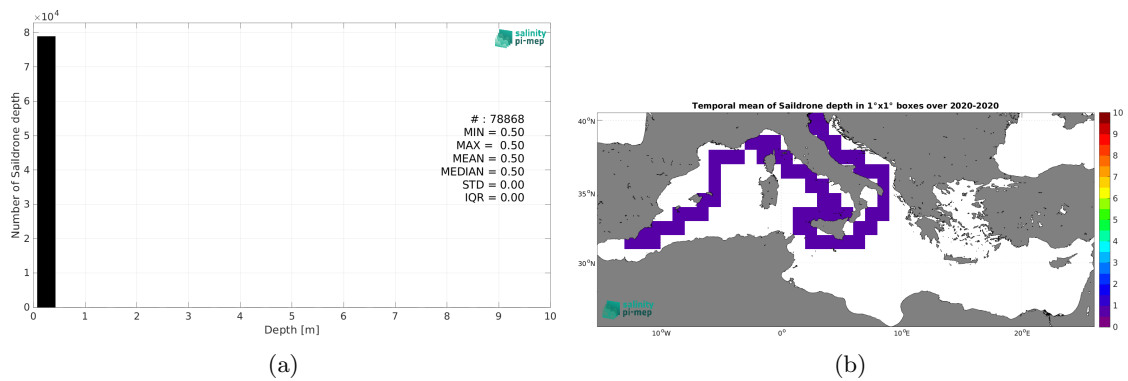 ×10⁴
8
7
6
5
4
3
2
1
0
Number of Saildrone depth
salinity
pi-mep
# : 78868
MIN = 0.50
MAX = 0.50
MEAN = 0.50
MEDIAN = 0.50
STD = 0.00
IQR = 0.00
0 1 2 3 4 5 6 7 8 9 10
Depth [m]
(a)
Temporal mean of Saildrone depth in 1°x1° boxes over 2020-2020
40°N
35°N
30°N
10°W
0°
10°E
20°E
salinity
pi-mep
10
9
8
7
6
5
4
3
2
1
0
(b)